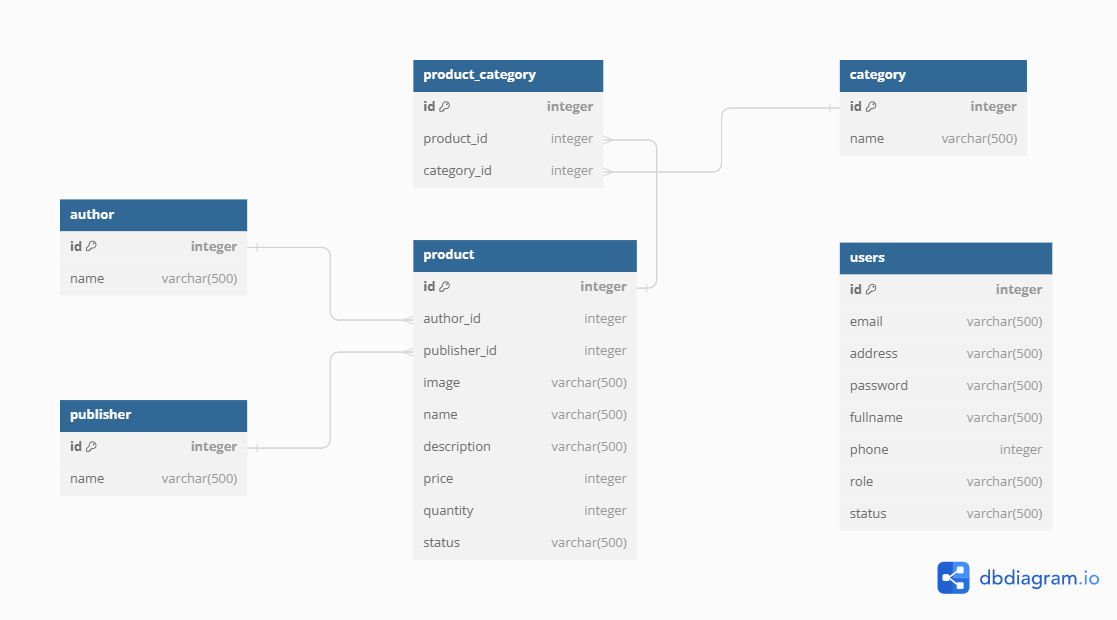 product_category
id integer
product_id integer
category_id integer
category
id integer
name varchar(500)
author
id integer
name varchar(500)
product
id integer
author_id integer
publisher_id integer
image varchar(500)
name varchar(500)
description varchar(500)
price integer
quantity integer
status varchar(500)
users
id integer
email varchar(500)
address varchar(500)
password varchar(500)
fullname varchar(500)
phone integer
role varchar(500)
status varchar(500)
publisher
id integer
name varchar(500)
dbdiagram.io